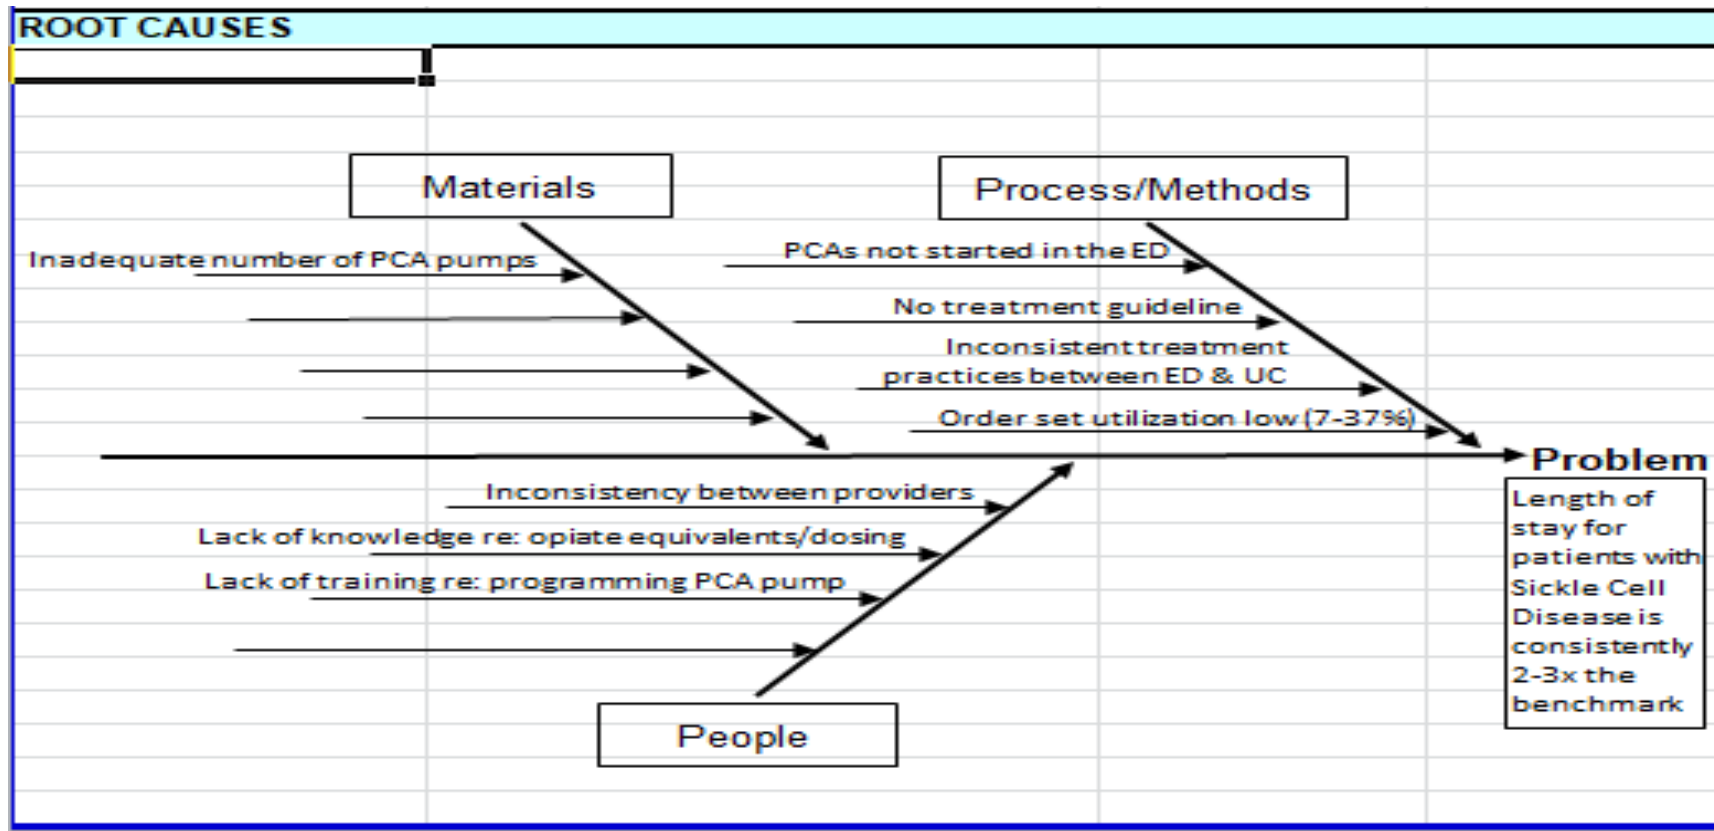 ROOT CAUSES
Materials
Process/Methods
Inadequate number of PCA pumps
PCAs not started in the ED
No treatment guideline
Inconsistent treatment
practices between ED & UC
Order set utilization low (7-37%)
Problem
Length of
stay for
patients with
Sickle Cell
Disease is
consistently
2-3x the
benchmark
Inconsistency between providers
Lack of knowledge re: opiate equivalents/dosing
Lack of training re: programming PCA pump
People